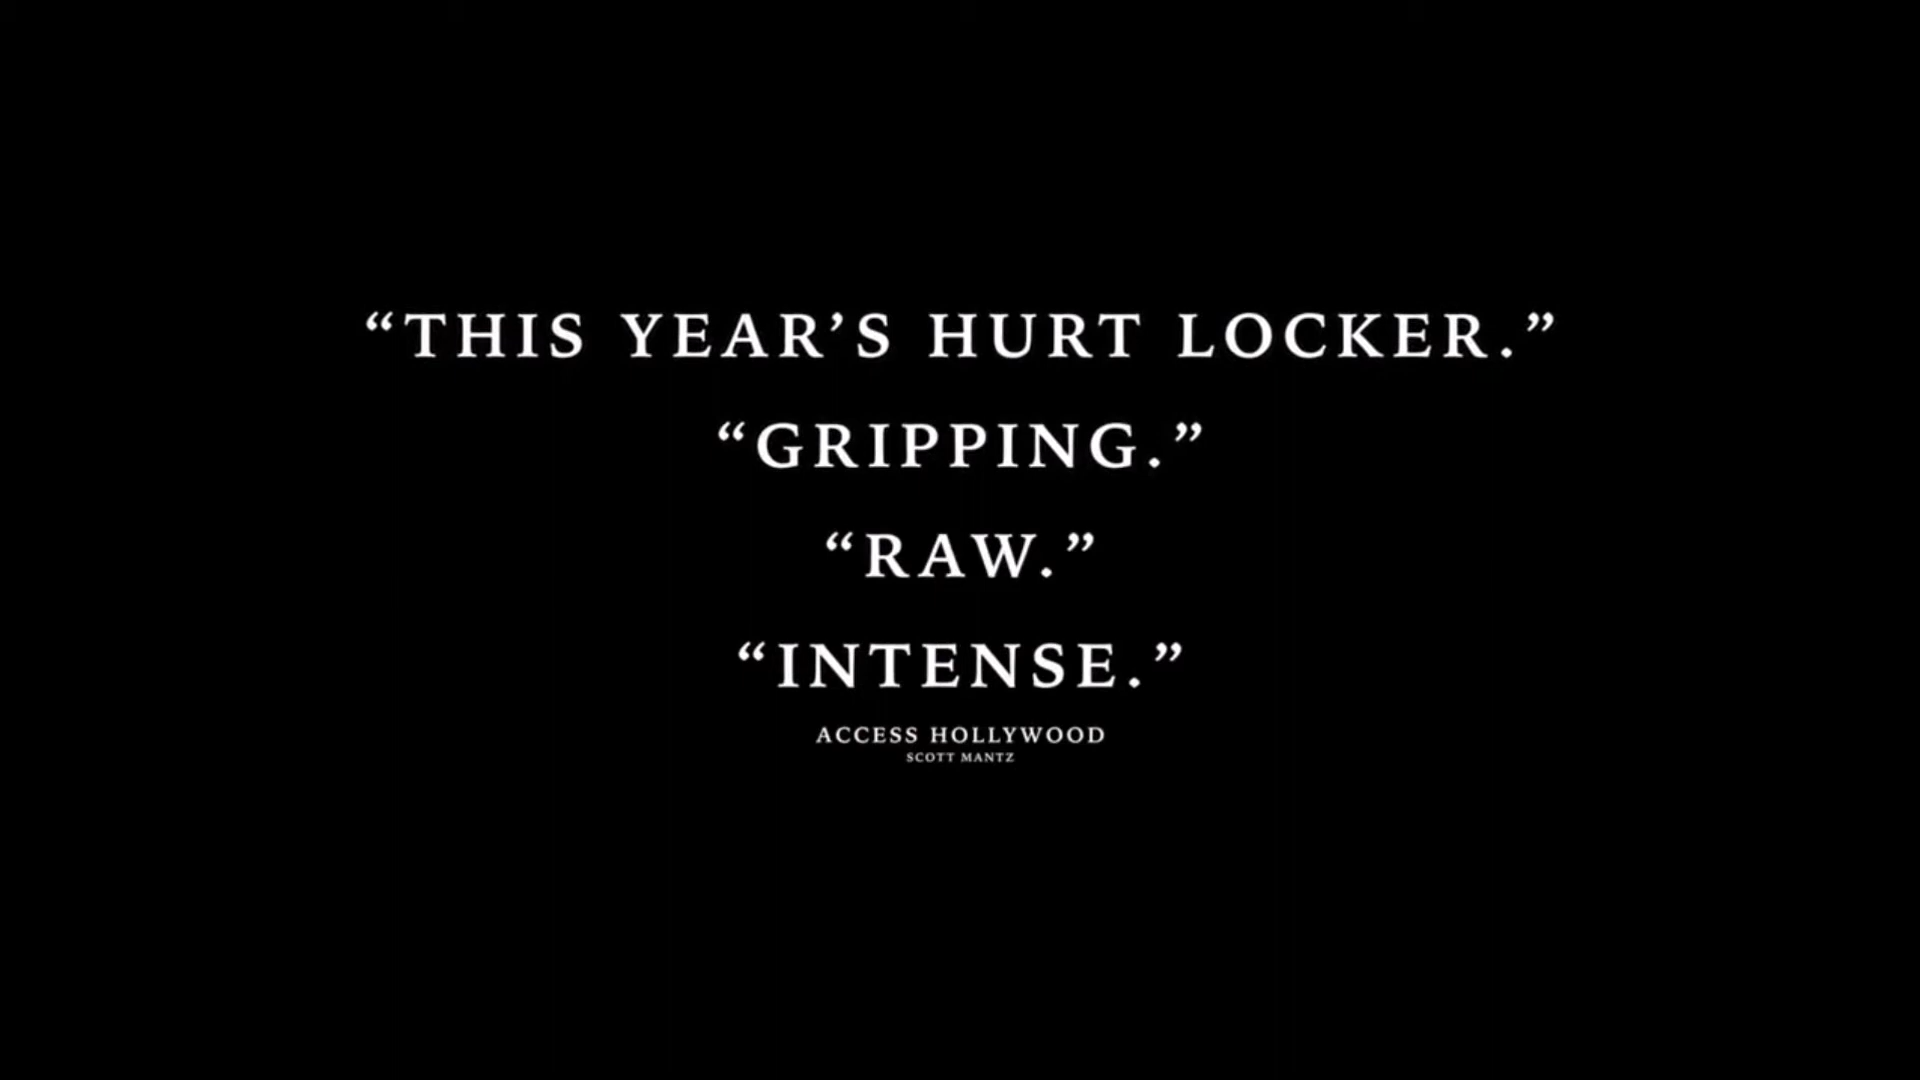 “THIS YEAR’S HURT LOCKER.”
“GRIPPING.”
“RAW.”
“INTENSE.”
ACCESS HOLLYWOOD
SCOTT MANTZ